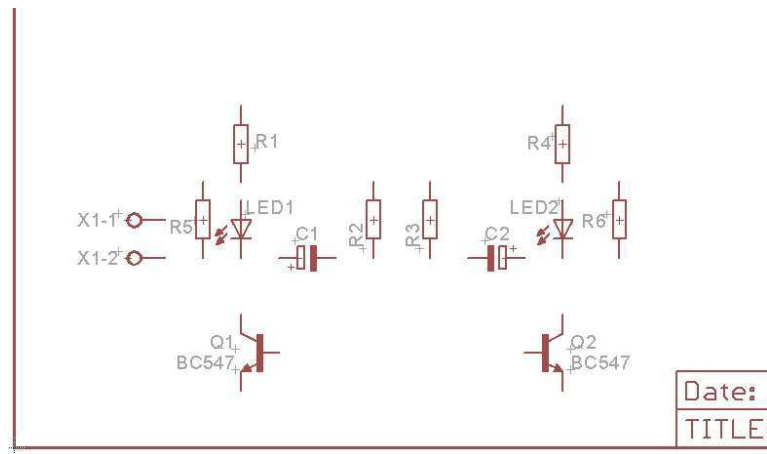 R1
R4
X1-1
R5
LED1
LED2
R6
X1-2
C1
R2
R3
C2
Q1
BC547
Q2
BC547
Date:
TITLE